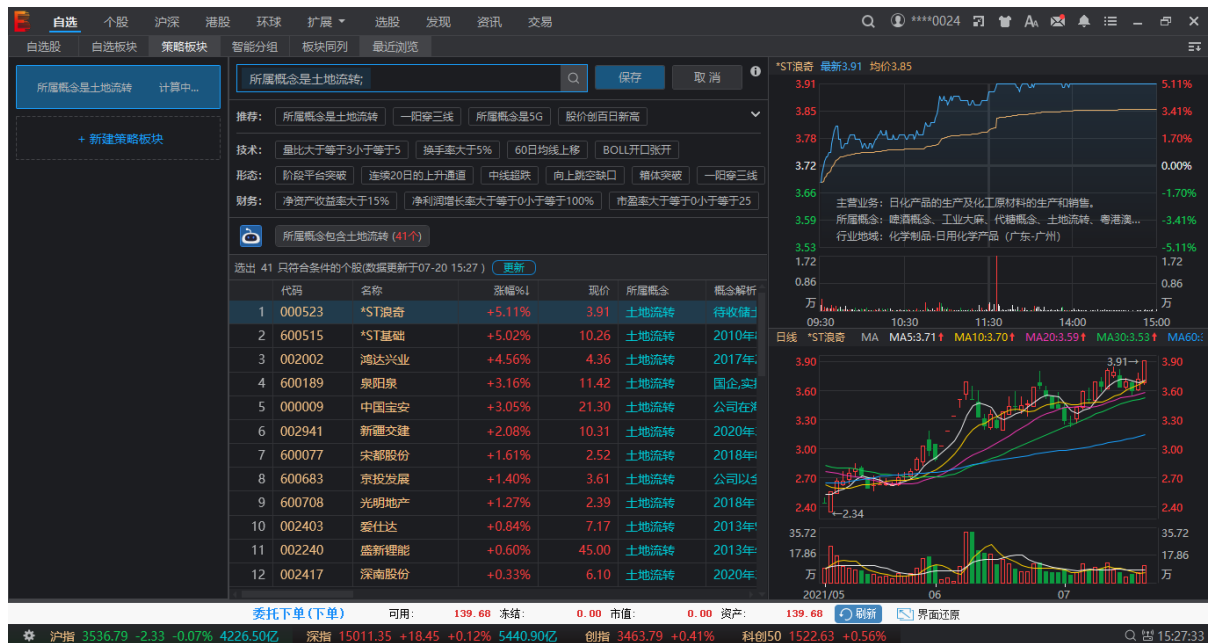 自选 个股 沪深 港股 环球 扩展 选股 发现 资讯 交易 ****0024
自选股 自选板块 策略板块 智能分组 板块同列 最近浏览
所属概念是土地流转 计算中...
+ 新建策略板块
所属概念是土地流转; 保存 取消
推荐: 所属概念是土地流转 一阳穿三线 所属概念是5G 股价创百日新高
技术: 量比大于等于3小于等于5 换手率大于5% 60日均线上移 BOLL开口张开
形态: 阶段平台突破 连续20日的上升通道 中线超跌 向上跳空缺口 箱体突破 一阳穿三线
财务: 净资产收益率大于15% 净利润增长率大于等于0小于等于100% 市盈率大于等于0小于等于25
所属概念包含土地流转 (41个)
选出 41 只符合条件的个股(数据更新于07-20 15:27 ) 更新
代码 名称 涨幅%↓ 现价 所属概念 概念解析
1 000523 *ST浪奇 +5.11% 3.91 土地流转 待收储土
2 600515 *ST基础 +5.02% 10.26 土地流转 2010年
3 002002 鸿达兴业 +4.56% 4.36 土地流转 2017年
4 600189 泉阳泉 +3.16% 11.42 土地流转 国企,实
5 000009 中国宝安 +3.05% 21.30 土地流转 公司在海
6 002941 新疆交建 +2.08% 10.31 土地流转 2020年
7 600077 宋都股份 +1.61% 2.52 土地流转 2018年
8 600683 京投发展 +1.40% 3.61 土地流转 公司以全
9 600708 光明地产 +1.27% 2.39 土地流转 2018年
10 002403 爱仕达 +0.84% 7.17 土地流转 2013年
11 002240 盛新锂能 +0.60% 45.00 土地流转 2013年
12 002417 深南股份 +0.33% 6.10 土地流转 2020年
*ST浪奇 最新3.91 均价3.85
3.91 5.11%
3.85 3.41%
3.78 1.70%
3.72 0.00%
3.66 -1.70%
3.59 -3.41%
3.53 -5.11%
主营业务: 日化产品的生产及化工原材料的生产和销售。
所属概念: 啤酒概念、工业大麻、代糖概念、土地流转、粤港澳...
行业地域: 化学制品-日用化学产品 (广东-广州)
1.72 1.72
0.86 0.86
万 万
09:30 10:30 11:30 14:00 15:00
日线 *ST浪奇 MA MA5:3.71↑ MA10:3.70↑ MA20:3.59↑ MA30:3.53↑ MA60:
3.90 3.91→ 3.90
3.60 3.60
3.30 3.30
3.00 3.00
2.70 2.70
2.40 ←2.34 2.40
35.72 35.72
17.86 17.86
万 万
2021/05 06 07
委托下单(下单) 可用: 139.68 冻结: 0.00 市值: 0.00 资产: 139.68 刷新 界面还原
沪指 3536.79 -2.33 -0.07% 4226.50亿 深指 15011.35 +18.45 +0.12% 5440.90亿 创指 3463.79 +0.41% 科创50 1522.63 +0.56% 15:27:33